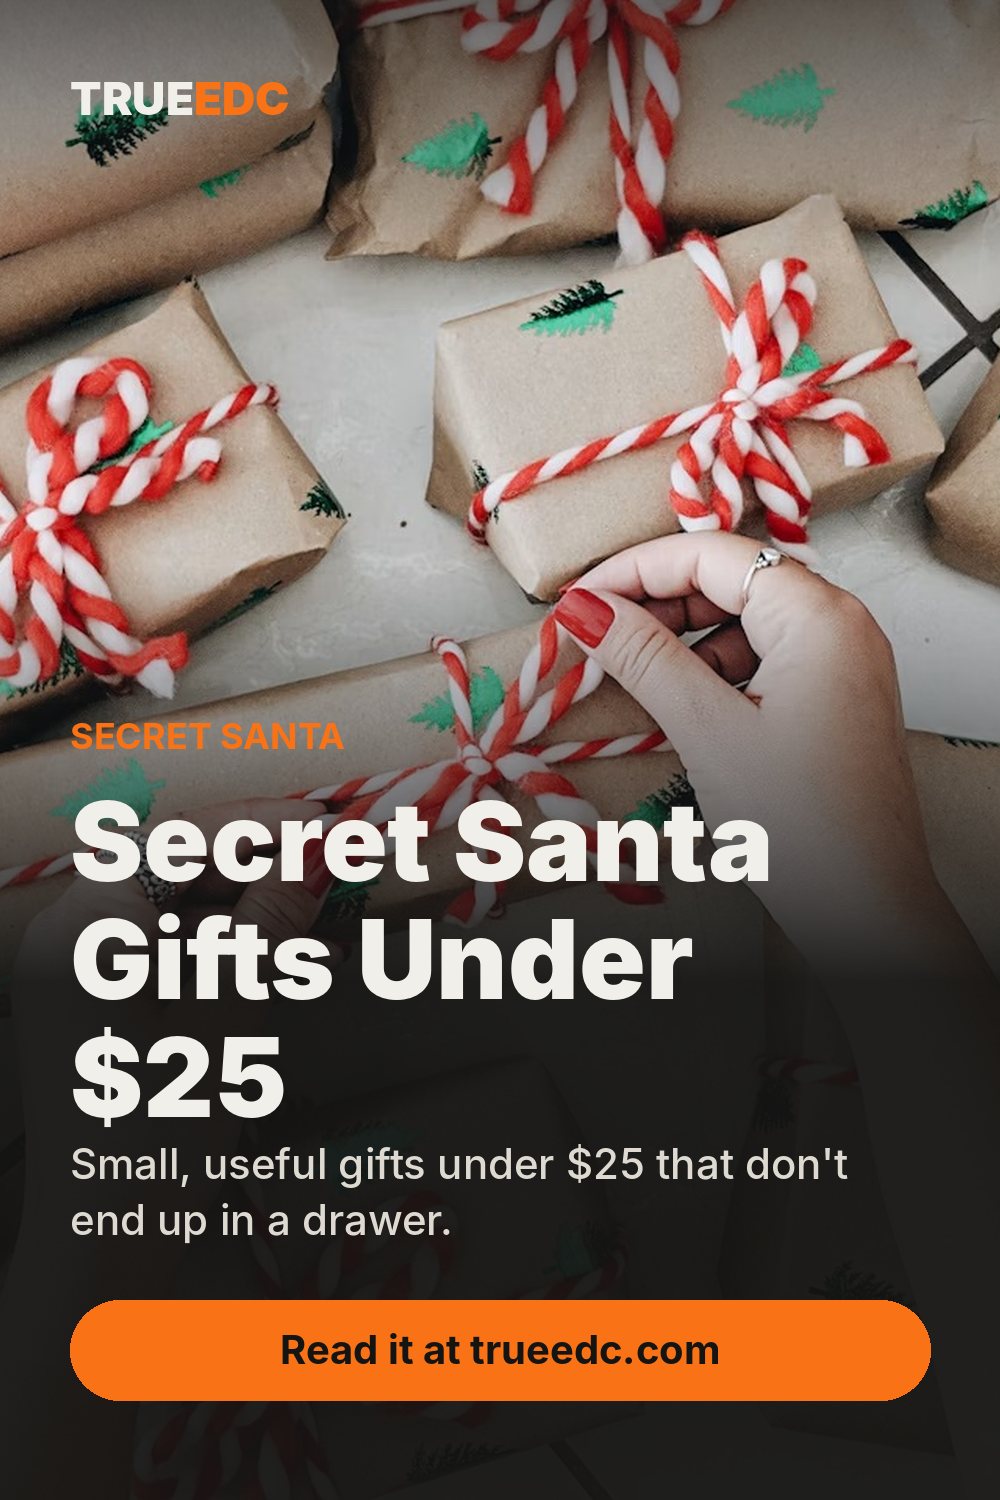 TRUEEDC
SECRET SANTA
Secret Santa
Gifts Under
$25
Small, useful gifts under $25 that don't
end up in a drawer.
Read it at trueedc.com